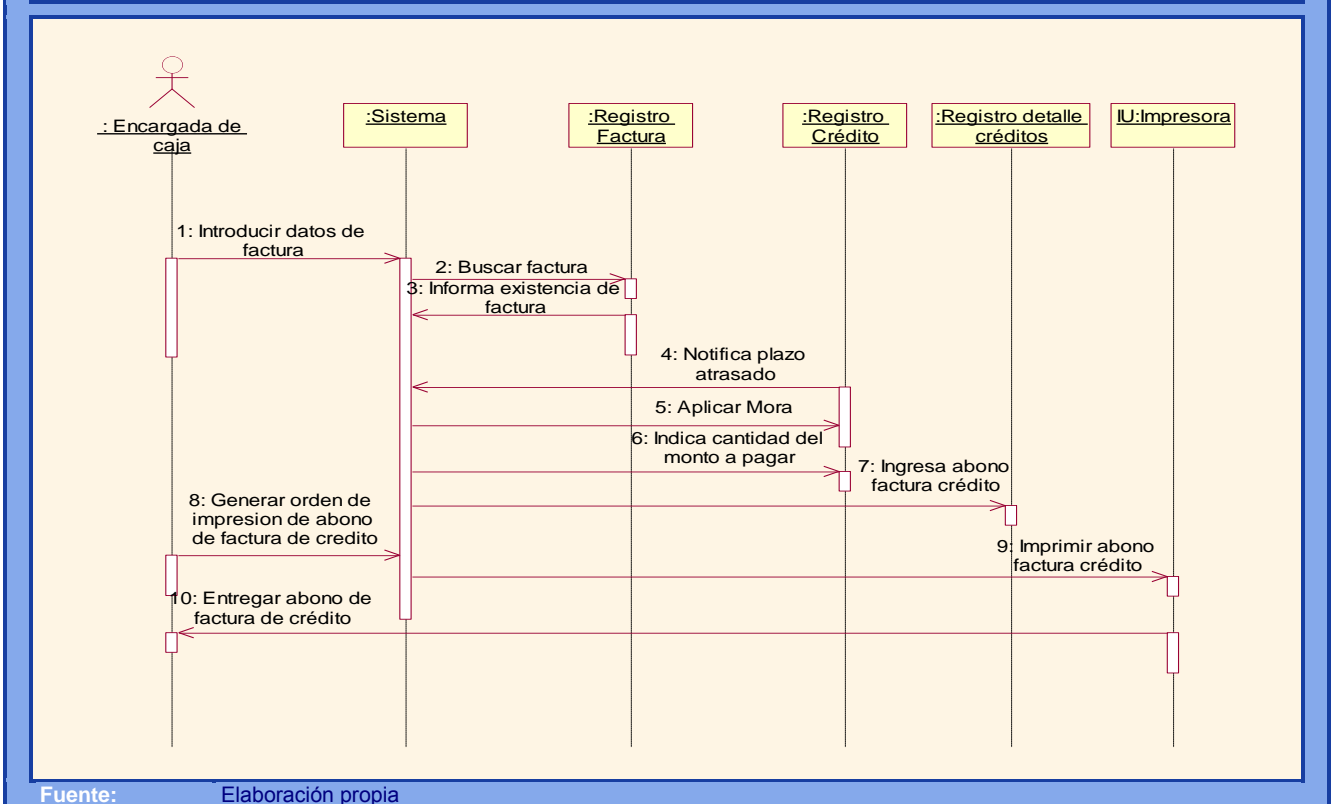 : Encargada de
caja
:Sistema
:Registro
Factura
:Registro
Crédito
:Registro detalle
créditos
IU:Impresora
1: Introducir datos de
factura
2: Buscar factura
3: Informa existencia de
factura
4: Notifica plazo
atrasado
5: Aplicar Mora
6: Indica cantidad del
monto a pagar
7: Ingresa abono
factura crédito
8: Generar orden de
impresion de abono
de factura de credito
9: Imprimir abono
factura crédito
10: Entregar abono de
factura de crédito
Fuente: Elaboración propia